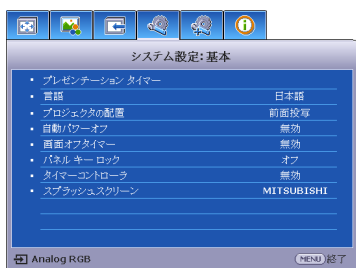 システム設定: 基本
・ プレゼンテーション タイマー
・ 言語 日本語
・ プロジェクタの配置 前面投写
・ 自動パワーオフ 無効
・ 画面オフタイマー 無効
・ パネル キー ロック オフ
・ タイマーコントローラ 無効
・ スプラッシュスクリーン MITSUBISHI
Analog RGB MENU 終了